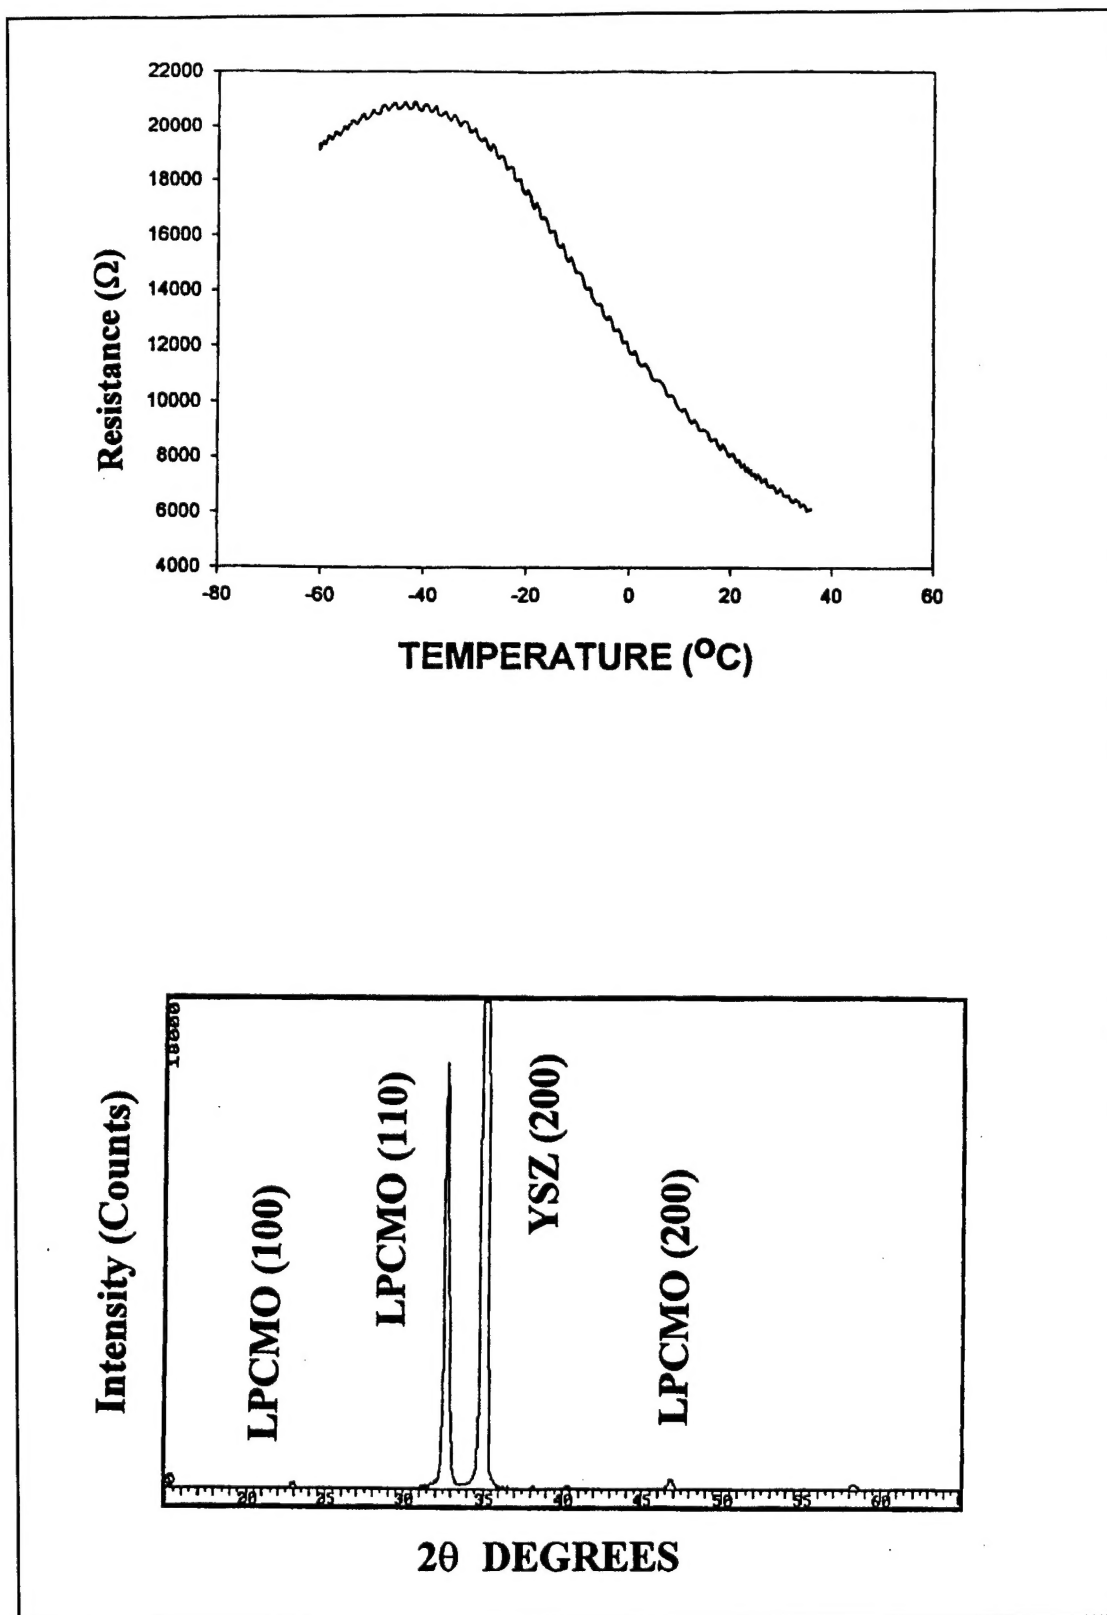 22000
20000
18000
16000
14000
12000
10000
8000
6000
4000
Resistance (Ω)
-80 -60 -40 -20 0 20 40 60
TEMPERATURE (°C)
10000
Intensity (Counts)
LPCMO (100)
LPCMO (110)
YSZ (200)
LPCMO (200)
0
20 25 30 35 40 45 50 55 60
2θ DEGREES